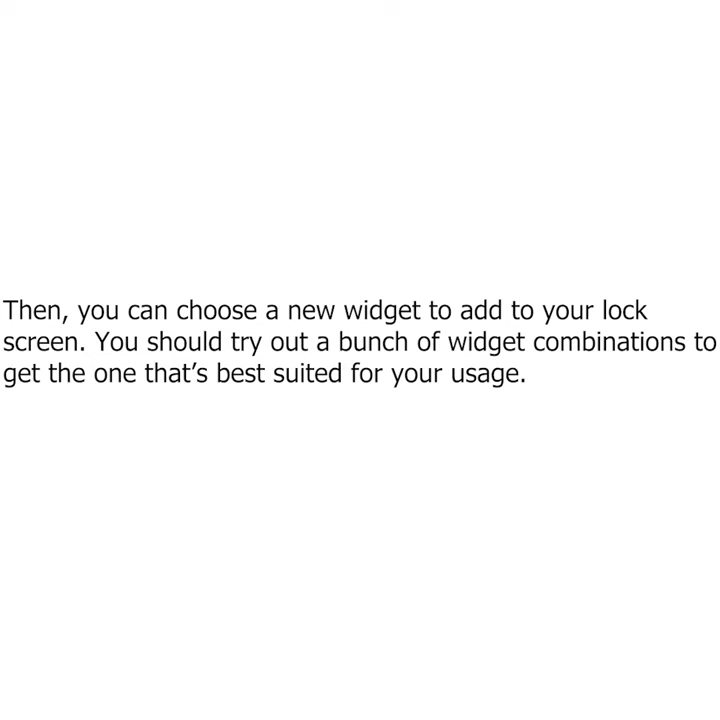 Then, you can choose a new widget to add to your lock
screen. You should try out a bunch of widget combinations to
get the one that’s best suited for your usage.